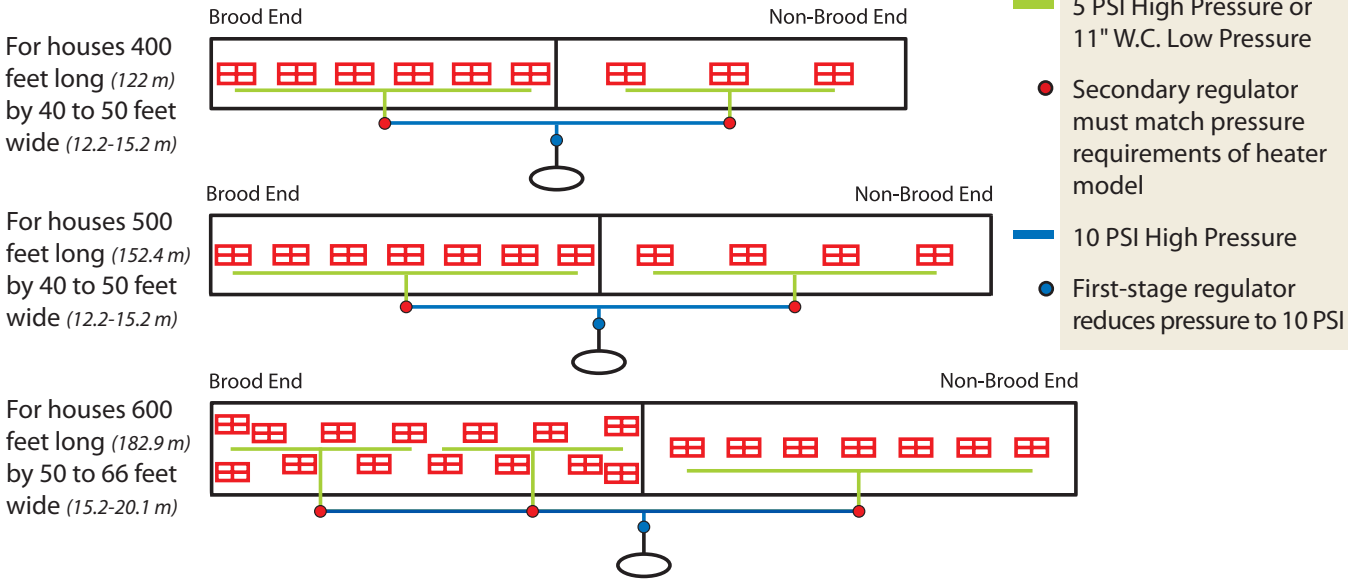 Brood End
Non-Brood End
For houses 400
feet long (122 m)
by 40 to 50 feet
wide (12.2-15.2 m)
Brood End
Non-Brood End
For houses 500
feet long (152.4 m)
by 40 to 50 feet
wide (12.2-15.2 m)
Brood End
Non-Brood End
For houses 600
feet long (182.9 m)
by 50 to 66 feet
wide (15.2-20.1 m)
5 PSI High Pressure or
11" W.C. Low Pressure
Secondary regulator
must match pressure
requirements of heater
model
10 PSI High Pressure
First-stage regulator
reduces pressure to 10 PSI